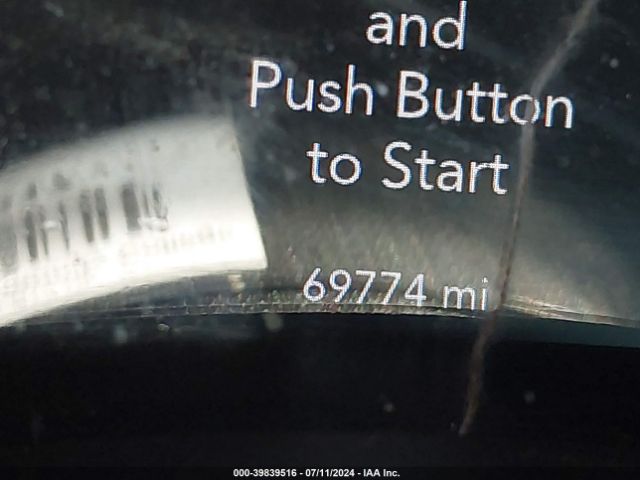 and
Push Button
to Start
69774 mi
000-39839516 - 07/11/2024 - IAA Inc.